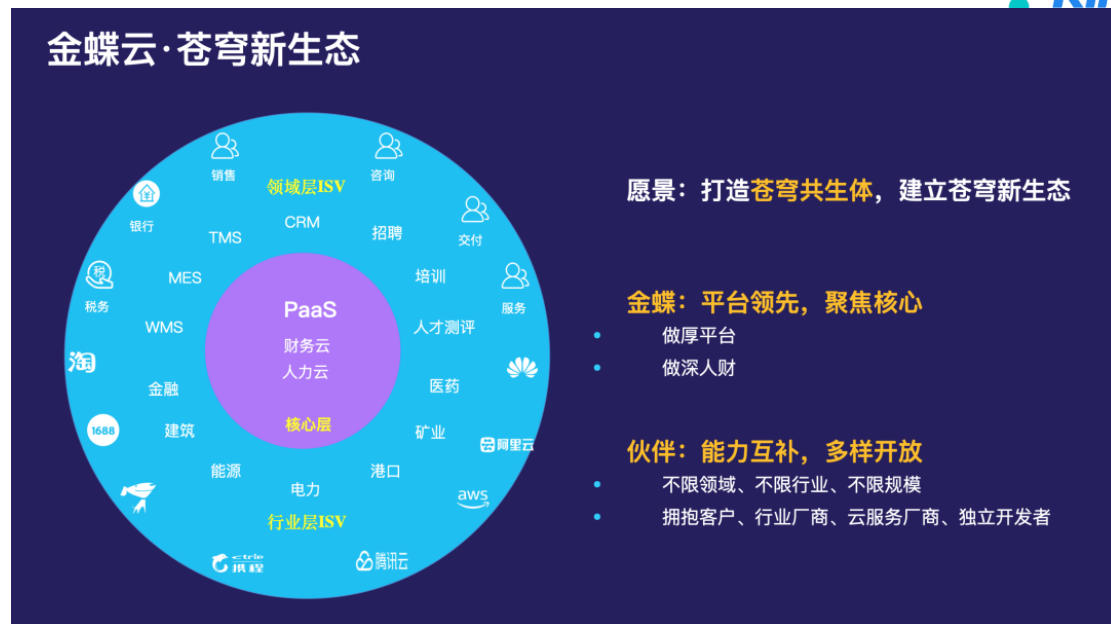 金蝶云·苍穹新生态
销售
咨询
领域层ISV
银行
CRM
交付
TMS
招聘
税务
MES
培训
服务
PaaS
WMS
人才测评
财务云
人力云
淘
金融
医药
1688
建筑
核心层
矿业
阿里云
能源
港口
电力
aws
行业层ISV
携程
腾讯云
愿景：打造苍穹共生体，建立苍穹新生态
金蝶：平台领先，聚焦核心
• 做厚平台
• 做深人财
伙伴：能力互补，多样开放
• 不限领域、不限行业、不限规模
• 拥抱客户、行业厂商、云服务厂商、独立开发者